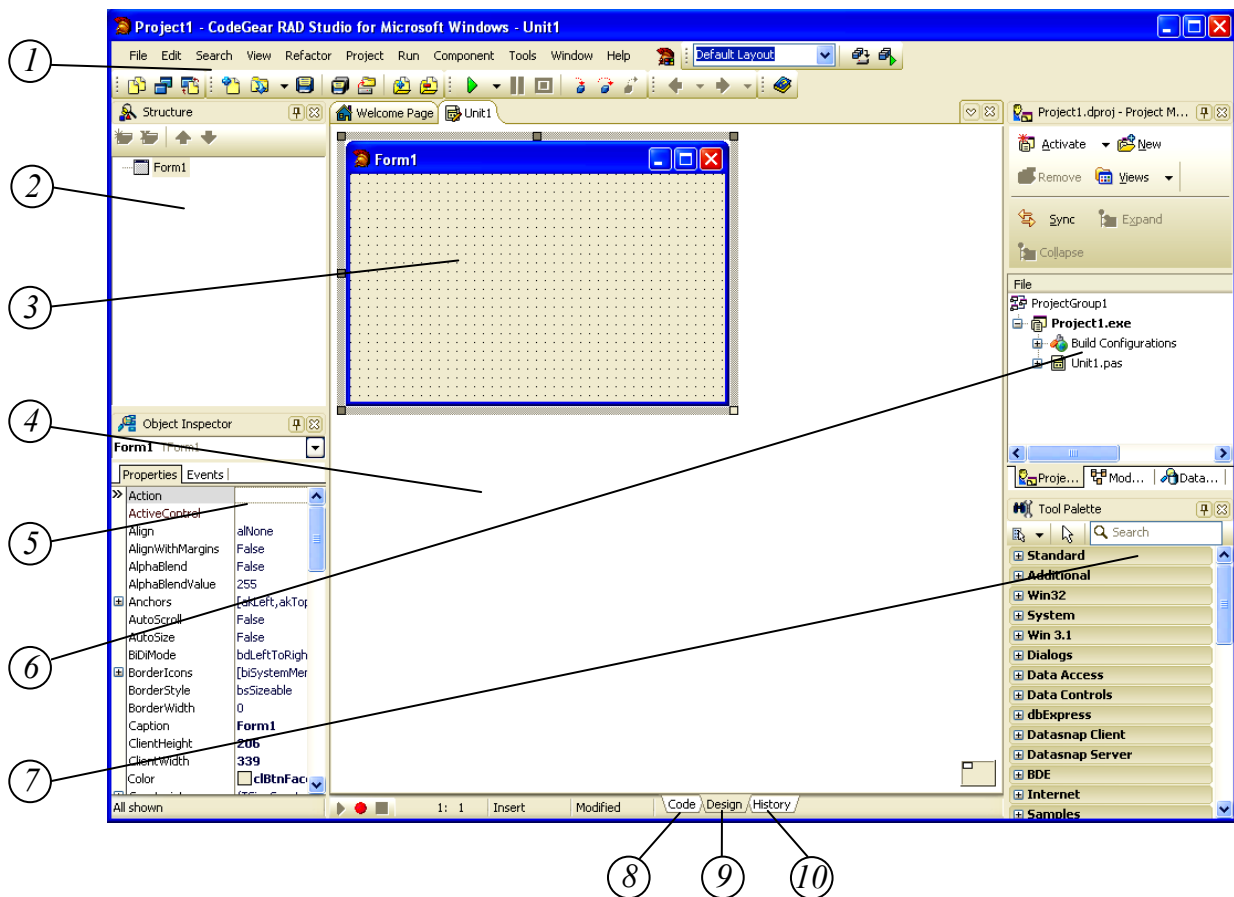 Project1 - CodeGear RAD Studio for Microsoft Windows - Unit1
File Edit Search View Refactor Project Run Component Tools Window Help Default Layout
1
Structure
Form1
2
Welcome Page Unit1
Form1
3
4
Object Inspector
Form1 TForm1
Properties Events
Action
ActiveControl
Align alNone
AlignWithMargins False
AlphaBlend False
AlphaBlendValue 255
Anchors [akLeft,akTop
AutoScroll False
AutoSize False
BiDiMode bdLeftToRigh
BorderIcons [biSystemMer
BorderStyle bsSizeable
BorderWidth 0
Caption Form1
ClientHeight 206
ClientWidth 339
Color clBtnFace
All shown
5
6
7
1: 1 Insert Modified Code Design History
8 9 10
Project1.dproj - Project M...
Activate New
Remove Views
Sync Expand
Collapse
File
ProjectGroup1
Project1.exe
Build Configurations
Unit1.pas
Proje... Mod... Data...
Tool Palette
Search
Standard
Additional
Win32
System
Win 3.1
Dialogs
Data Access
Data Controls
dbExpress
Datasnap Client
Datasnap Server
BDE
Internet
Samples